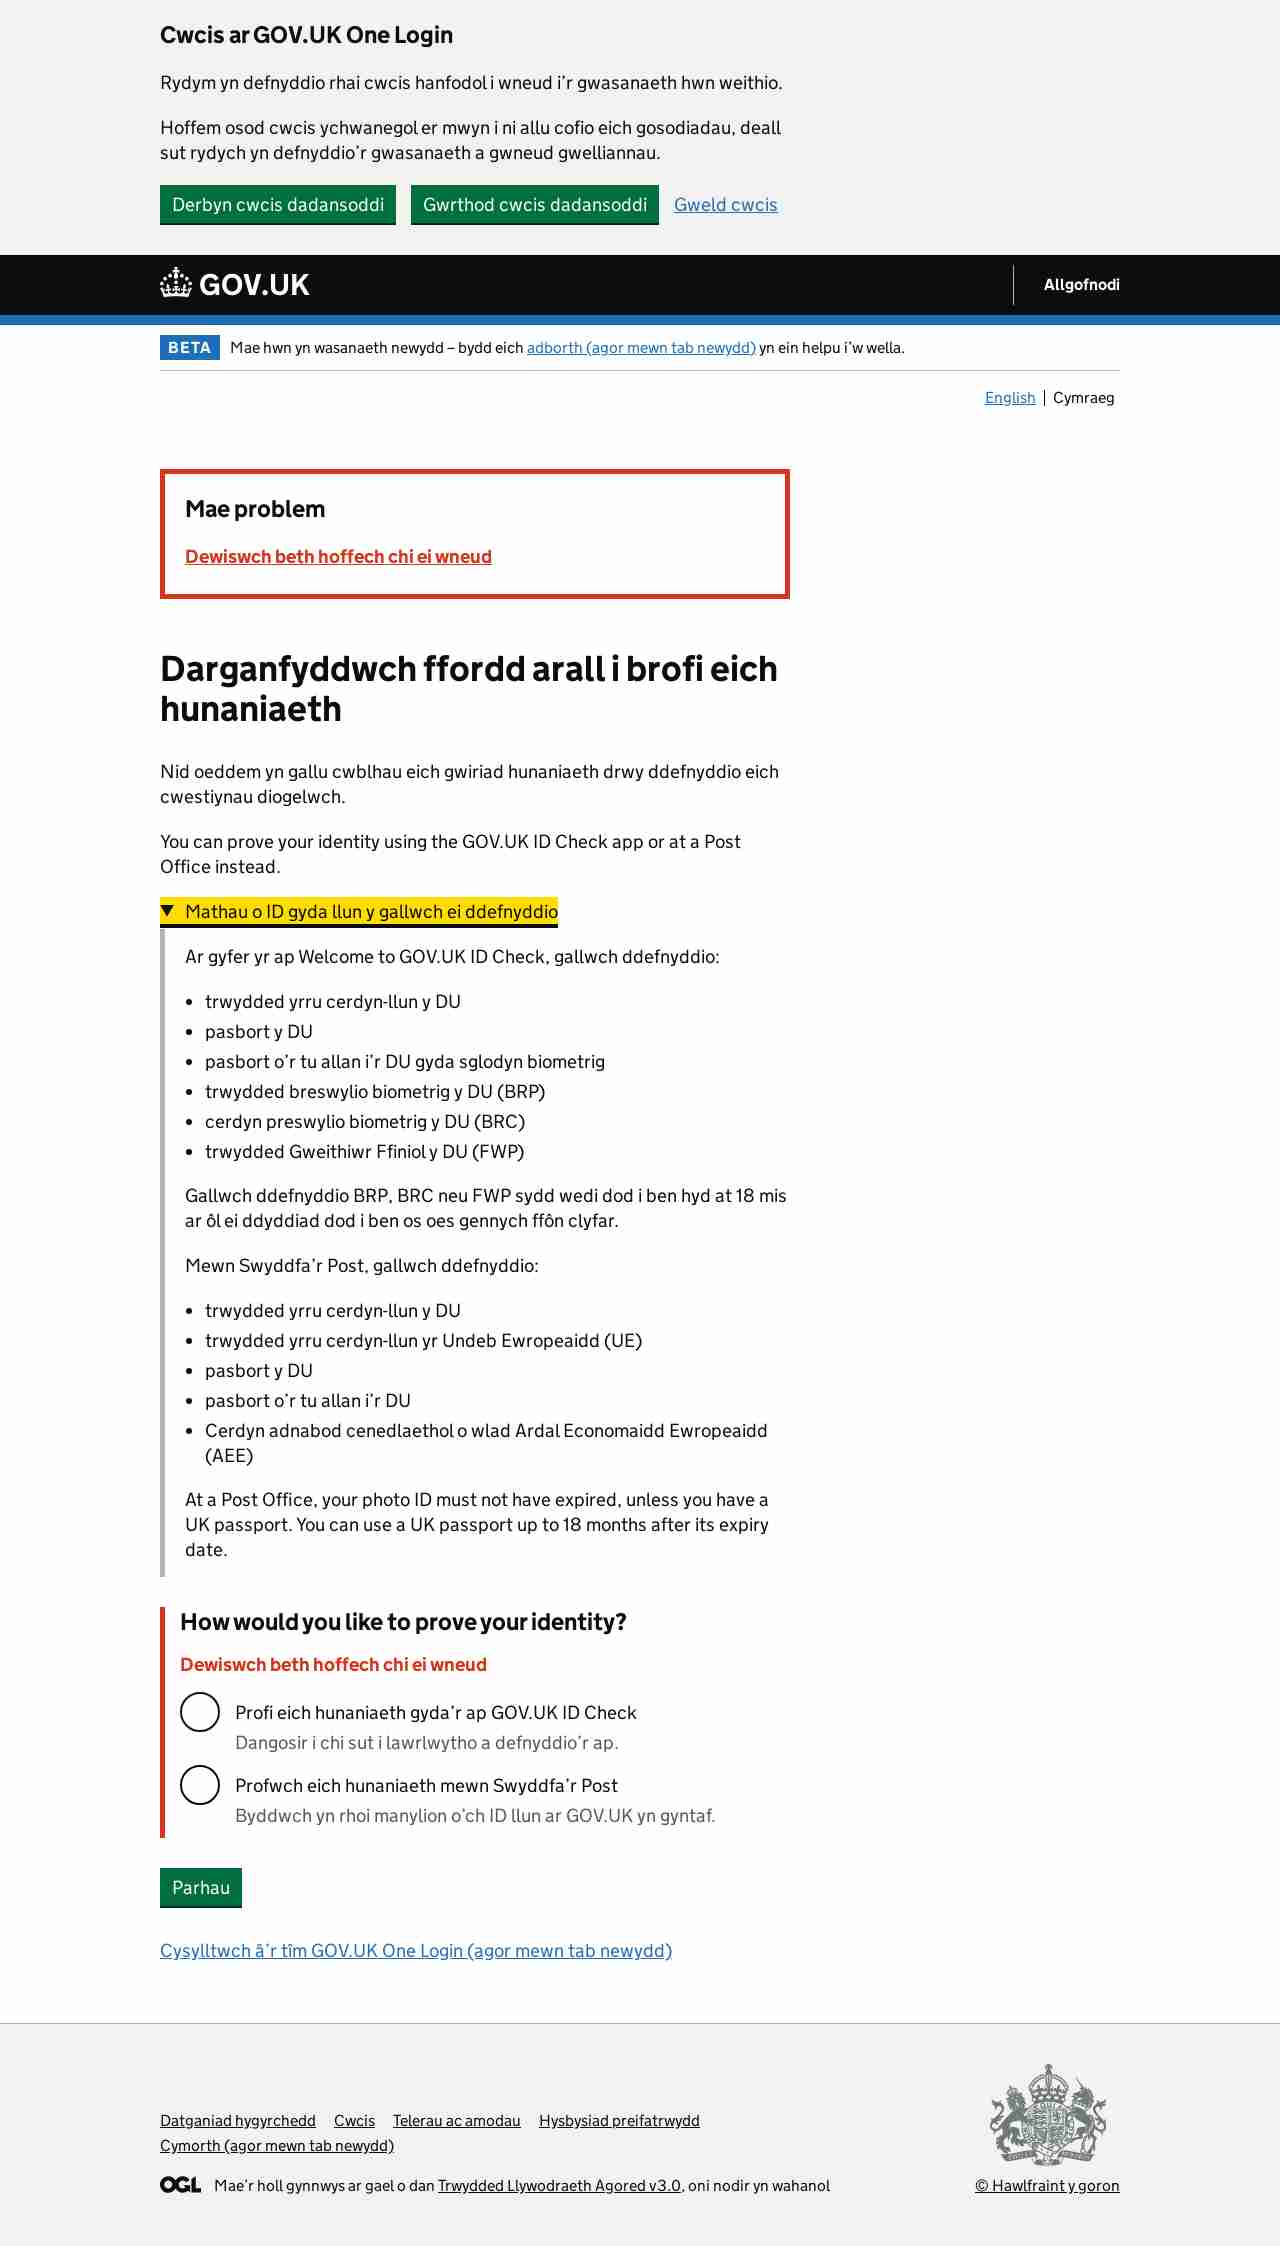 Cwcis ar GOV.UK One Login
Rydym yn defnyddio rhai cwcis hanfodol i wneud i’r gwasanaeth hwn weithio.
Hoffem osod cwcis ychwanegol er mwyn i ni allu cofio eich gosodiadau, deall
sut rydych yn defnyddio’r gwasanaeth a gwneud gwelliannau.
Derbyn cwcis dadansoddi Gwrthod cwcis dadansoddi Gweld cwcis
GOV.UK Allgofnodi
BETA Mae hwn yn wasanaeth newydd – bydd eich adborth (agor mewn tab newydd) yn ein helpu i’w wella.
English Cymraeg
Mae problem
Dewiswch beth hoffech chi ei wneud
Darganfyddwch ffordd arall i brofi eich
hunaniaeth
Nid oeddem yn gallu cwblhau eich gwiriad hunaniaeth drwy ddefnyddio eich
cwestiynau diogelwch.
You can prove your identity using the GOV.UK ID Check app or at a Post
Office instead.
Mathau o ID gyda llun y gallwch ei ddefnyddio
Ar gyfer yr ap Welcome to GOV.UK ID Check, gallwch ddefnyddio:
• trwydded yrru cerdyn-llun y DU
• pasbort y DU
• pasbort o’r tu allan i’r DU gyda sglodyn biometrig
• trwydded breswylio biometrig y DU (BRP)
• cerdyn preswylio biometrig y DU (BRC)
• trwydded Gweithiwr Ffiniol y DU (FWP)
Gallwch ddefnyddio BRP, BRC neu FWP sydd wedi dod i ben hyd at 18 mis
ar ôl ei ddyddiad dod i ben os oes gennych ffôn clyfar.
Mewn Swyddfa’r Post, gallwch ddefnyddio:
• trwydded yrru cerdyn-llun y DU
• trwydded yrru cerdyn-llun yr Undeb Ewropeaidd (UE)
• pasbort y DU
• pasbort o’r tu allan i’r DU
• Cerdyn adnabod cenedlaethol o wlad Ardal Economaidd Ewropeaidd
(AEE)
At a Post Office, your photo ID must not have expired, unless you have a
UK passport. You can use a UK passport up to 18 months after its expiry
date.
How would you like to prove your identity?
Dewiswch beth hoffech chi ei wneud
Profi eich hunaniaeth gyda’r ap GOV.UK ID Check
Dangosir i chi sut i lawrlwytho a defnyddio’r ap.
Profwch eich hunaniaeth mewn Swyddfa’r Post
Byddwch yn rhoi manylion o’ch ID llun ar GOV.UK yn gyntaf.
Parhau
Cysylltwch â’r tîm GOV.UK One Login (agor mewn tab newydd)
Datganiad hygyrchedd Cwcis Telerau ac amodau Hysbysiad preifatrwydd
Cymorth (agor mewn tab newydd)
OGL Mae’r holl gynnwys ar gael o dan Trwydded Llywodraeth Agored v3.0, oni nodir yn wahanol
© Hawlfraint y goron